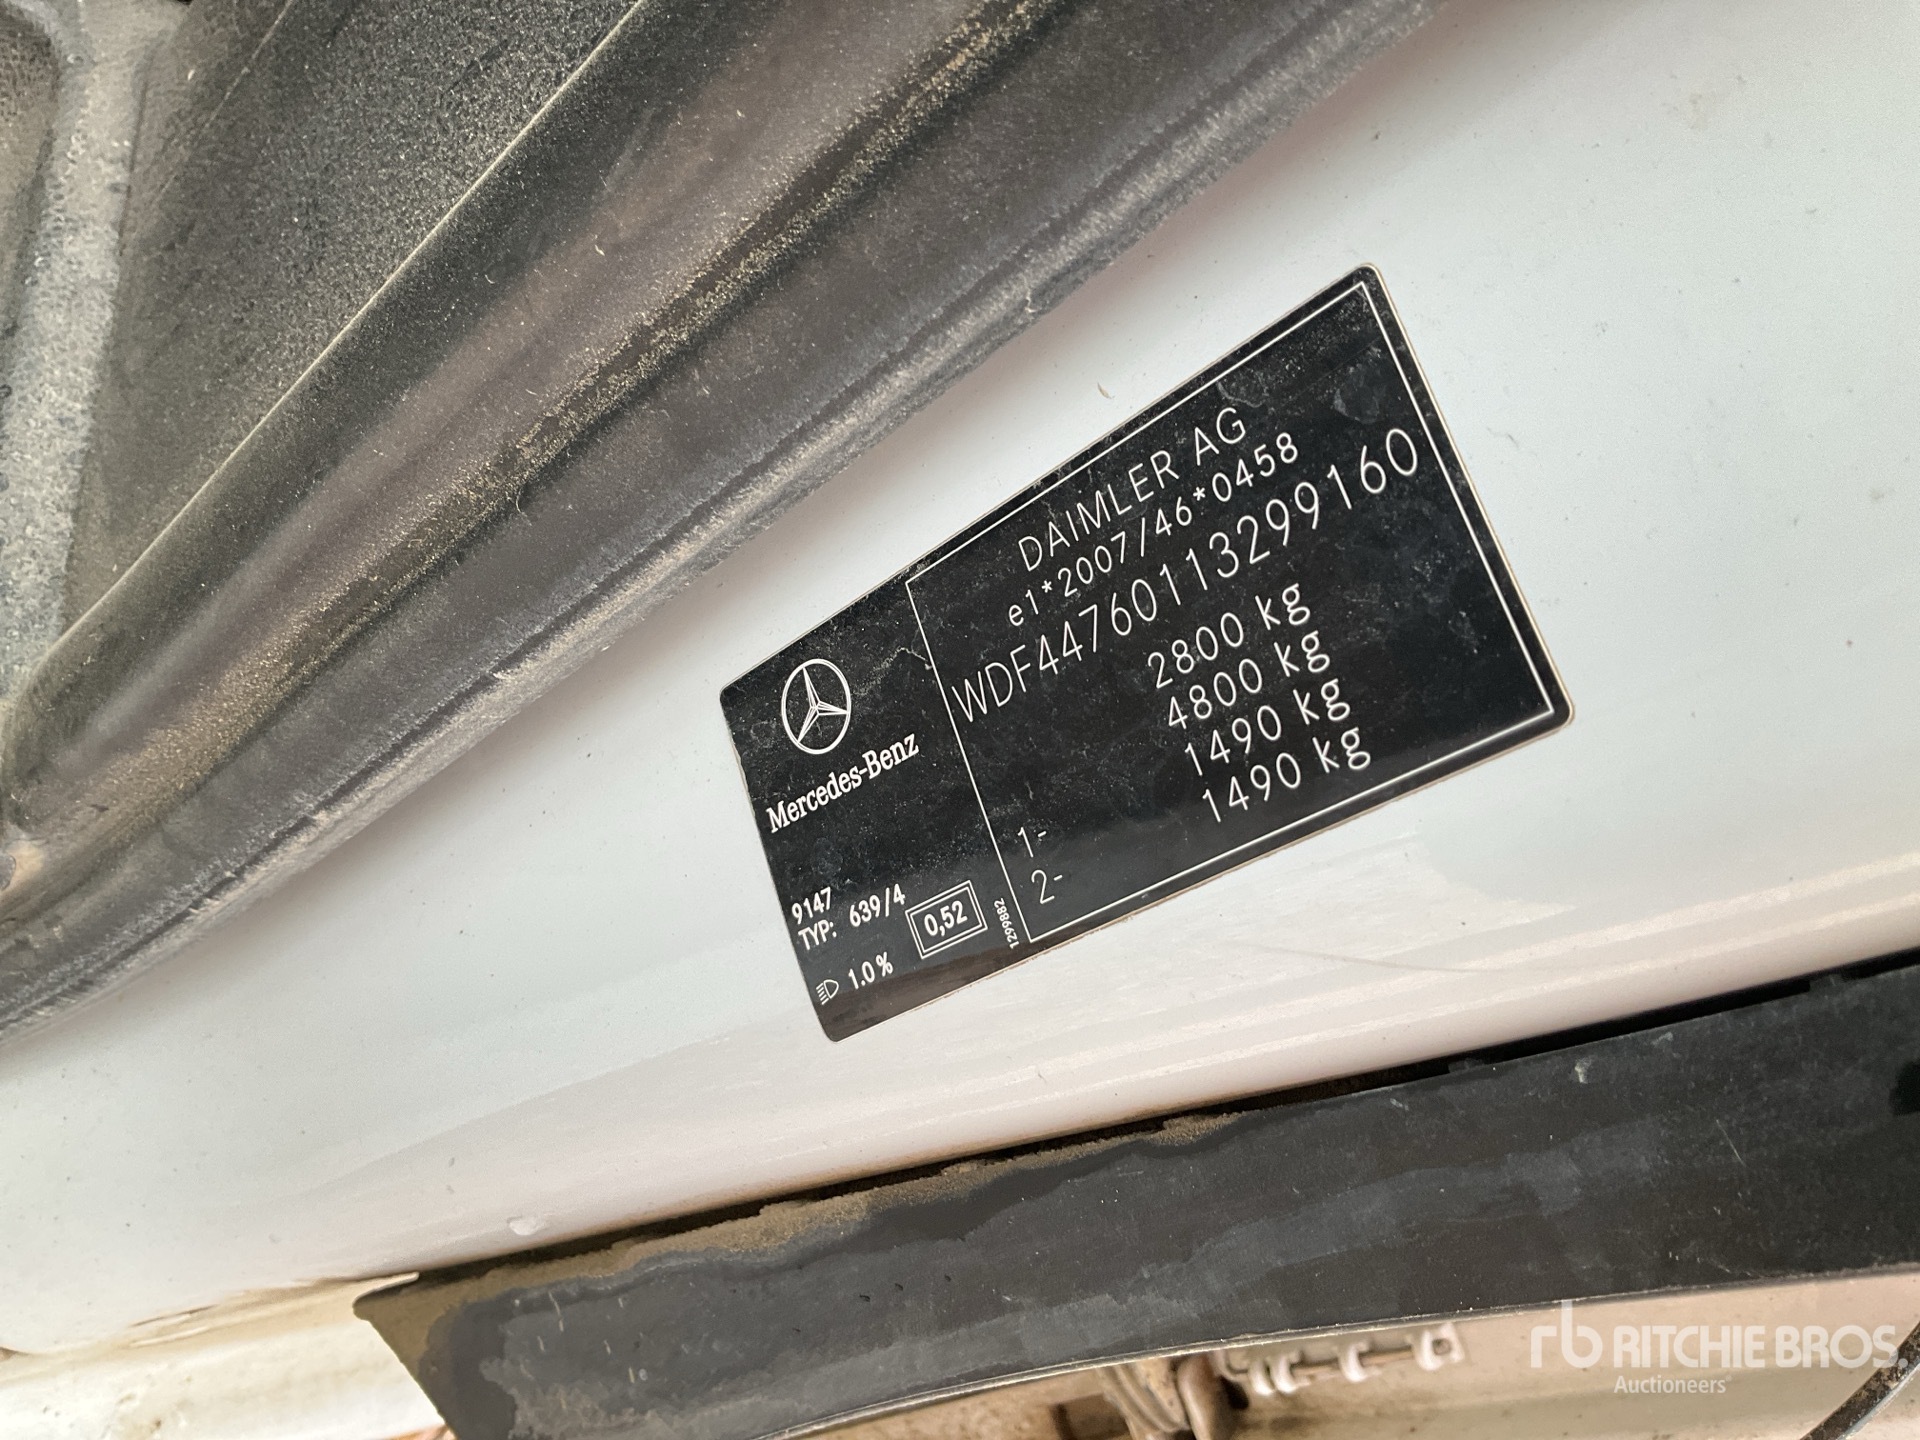 DAIMLER AG
e1*2007/46*0458
WDF44760113299160
2800 kg
4800 kg
1- 1490 kg
2- 1490 kg
Mercedes-Benz
9147
TYP: 639/4
1.0% 0,52
1299882
rb RITCHIE BROS.
Auctioneers